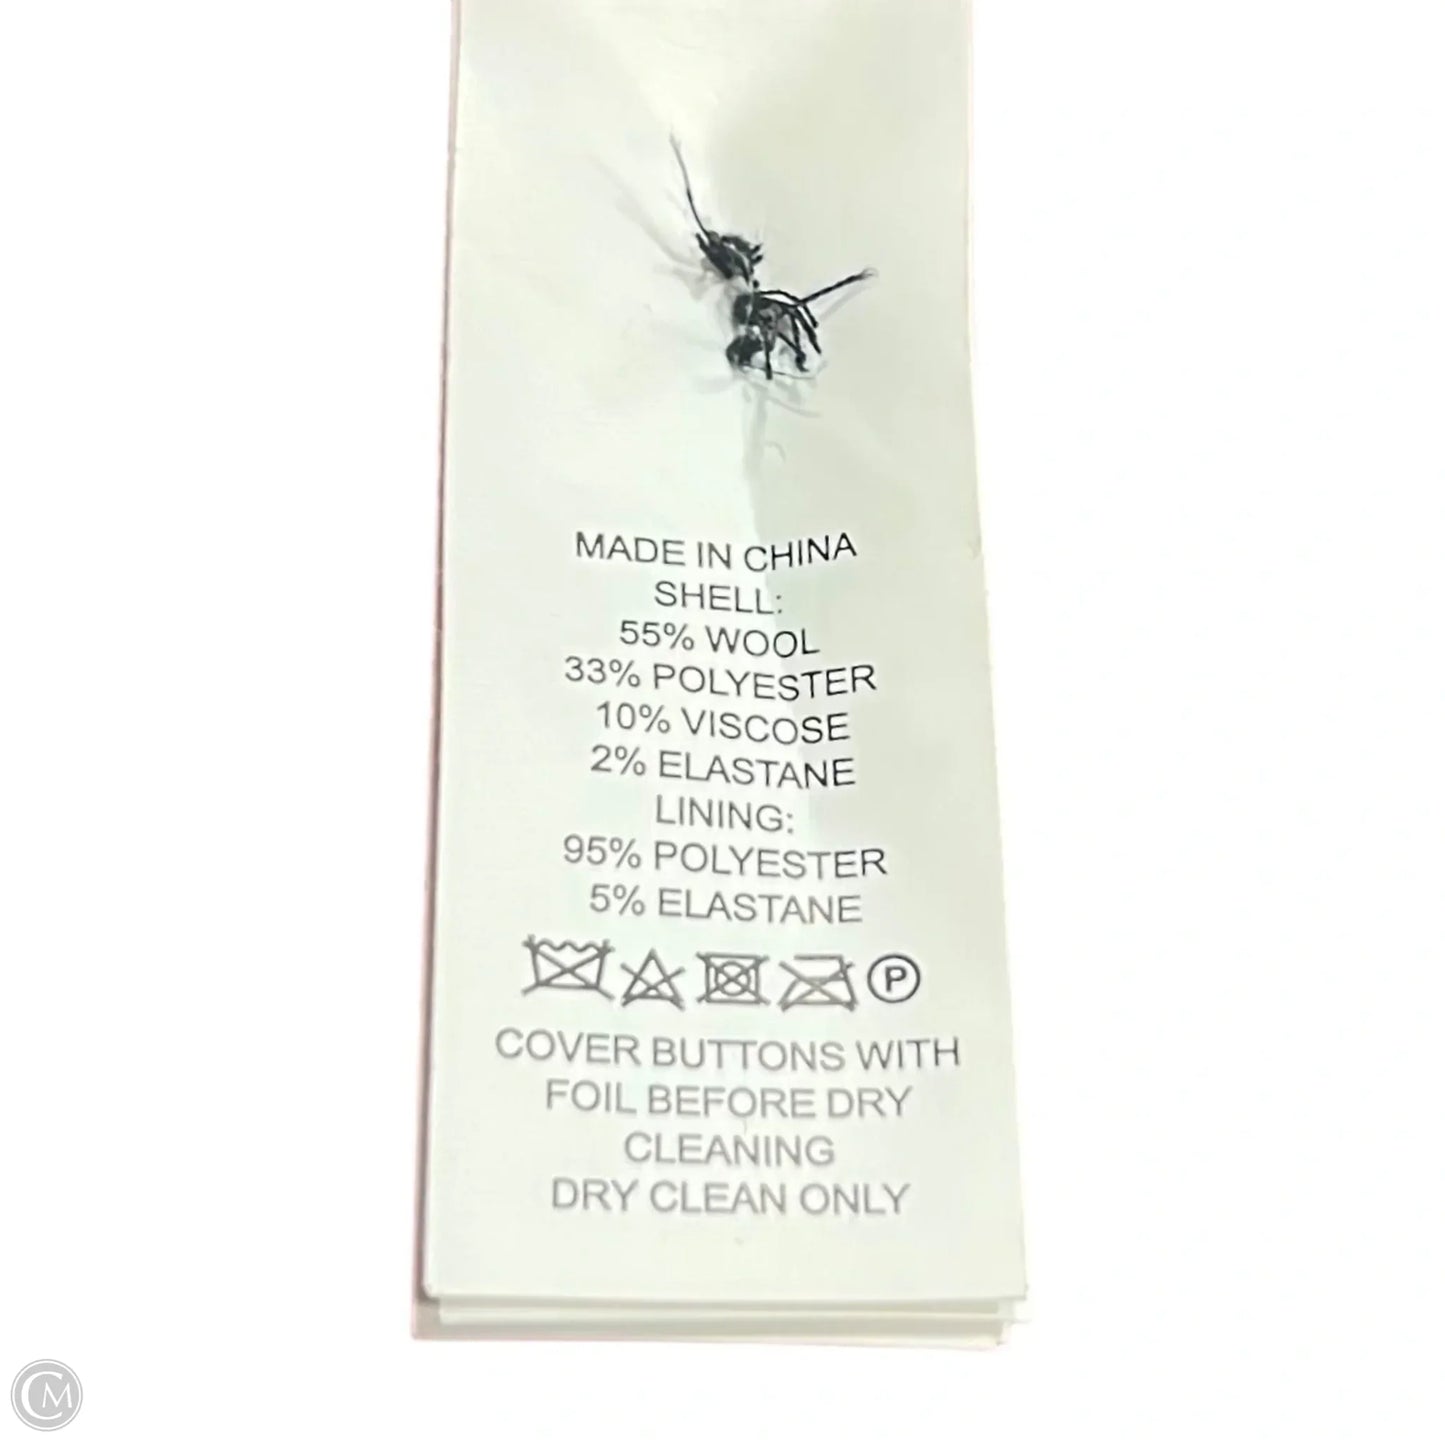 MADE IN CHINA
SHELL:
55% WOOL
33% POLYESTER
10% VISCOSE
2% ELASTANE
LINING:
95% POLYESTER
5% ELASTANE
P
COVER BUTTONS WITH
FOIL BEFORE DRY
CLEANING
DRY CLEAN ONLY
CM